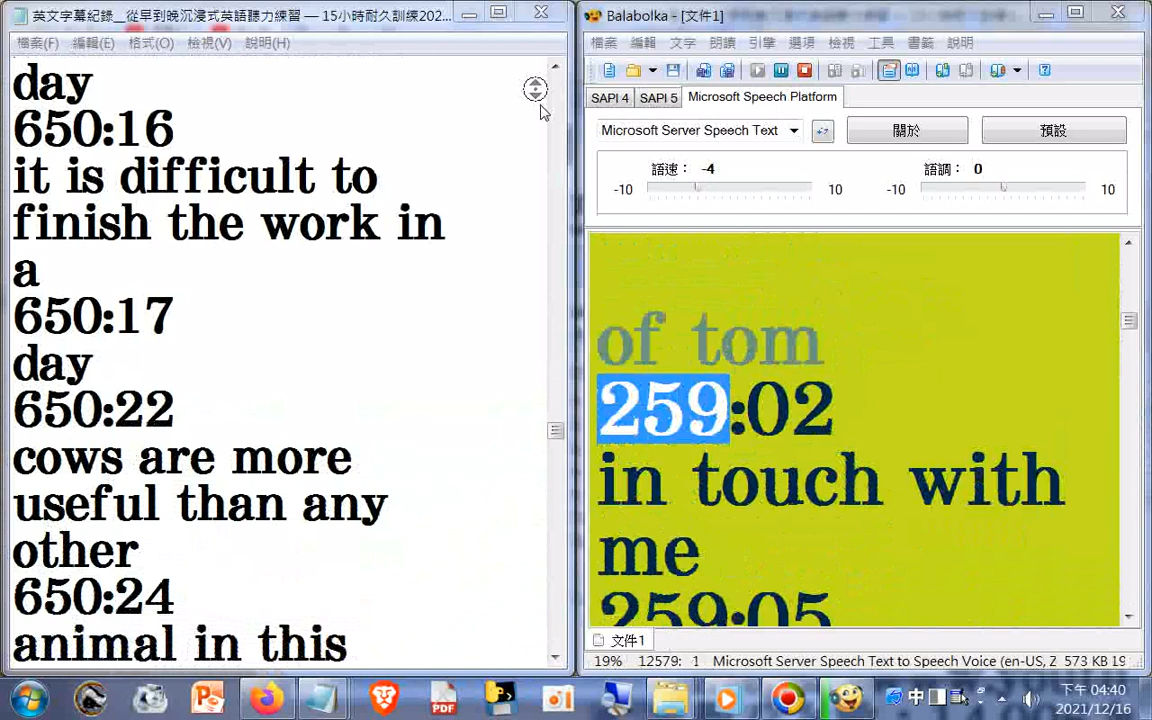 英文字幕紀錄__從早到晚沉浸式英語聽力練習 — 15小時耐久訓練202...
檔案(F) 編輯(E) 格式(O) 檢視(V) 說明(H)
day
650:16
it is difficult to
finish the work in
a
650:17
day
650:22
cows are more
useful than any
other
650:24
animal in this
Balabolka - [文件1]
檔案 編輯 文字 朗讀 引擎 選項 檢視 工具 書籤 說明
SAPI 4 SAPI 5 Microsoft Speech Platform
Microsoft Server Speech Text 關於 預設
語速： -4 語調： 0
-10 10 -10 10
of tom
259:02
in touch with
me
259:05
文件1
19% 12579: 1 Microsoft Server Speech Text to Speech Voice (en-US, Z 573 KB 19
中
下午 04:40
2021/12/16